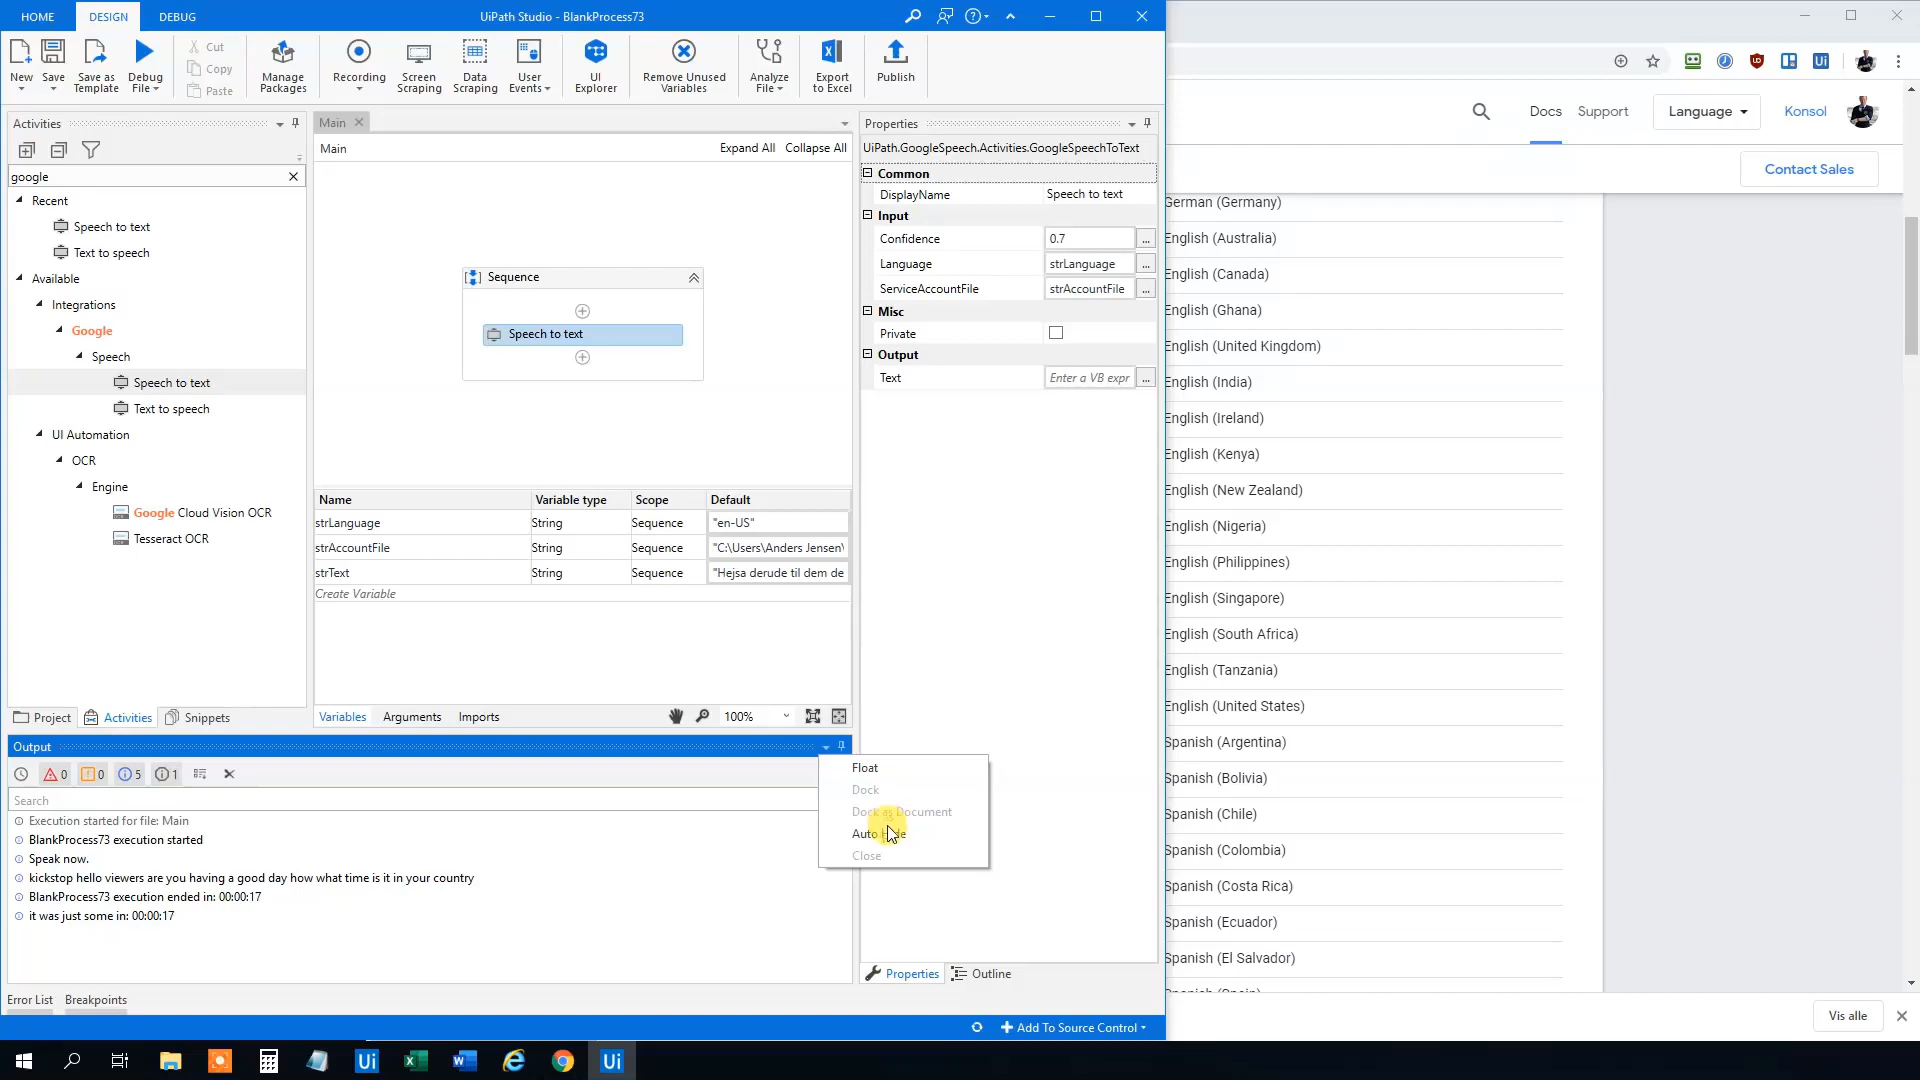 HOME DESIGN DEBUG
UiPath Studio - BlankProcess73
New Save Save as Template Debug File
Cut
Copy
Paste
Manage Packages
Recording
Screen Scraping
Data Scraping
User Events
UI Explorer
Remove Unused Variables
Analyze File
Export to Excel
Publish
Activities
google
Recent
Speech to text
Text to speech
Available
Integrations
Google
Speech
Speech to text
Text to speech
UI Automation
OCR
Engine
Google Cloud Vision OCR
Tesseract OCR
Project Activities Snippets
Main
Main Expand All Collapse All
Sequence
Speech to text
Name Variable type Scope Default
strLanguage String Sequence "en-US"
strAccountFile String Sequence "C:\Users\Anders Jensen\
strText String Sequence "Hejsa derude til dem de
Create Variable
Variables Arguments Imports 100%
Properties
UiPath.GoogleSpeech.Activities.GoogleSpeechToText
Common
DisplayName Speech to text
Input
Confidence 0.7 ...
Language strLanguage ...
ServiceAccountFile strAccountFile ...
Misc
Private
Output
Text Enter a VB expr ...
Properties Outline
Output
0 0 5 1
Search
Execution started for file: Main
BlankProcess73 execution started
Speak now.
kickstop hello viewers are you having a good day how what time is it in your country
BlankProcess73 execution ended in: 00:00:17
it was just some in: 00:00:17
Float
Dock
Document
Auto
Close
Error List Breakpoints
Add To Source Control
Docs Support Language Konsol
Contact Sales
German (Germany)
English (Australia)
English (Canada)
English (Ghana)
English (United Kingdom)
English (India)
English (Ireland)
English (Kenya)
English (New Zealand)
English (Nigeria)
English (Philippines)
English (Singapore)
English (South Africa)
English (Tanzania)
English (United States)
Spanish (Argentina)
Spanish (Bolivia)
Spanish (Chile)
Spanish (Colombia)
Spanish (Costa Rica)
Spanish (Ecuador)
Spanish (El Salvador)
Vis alle